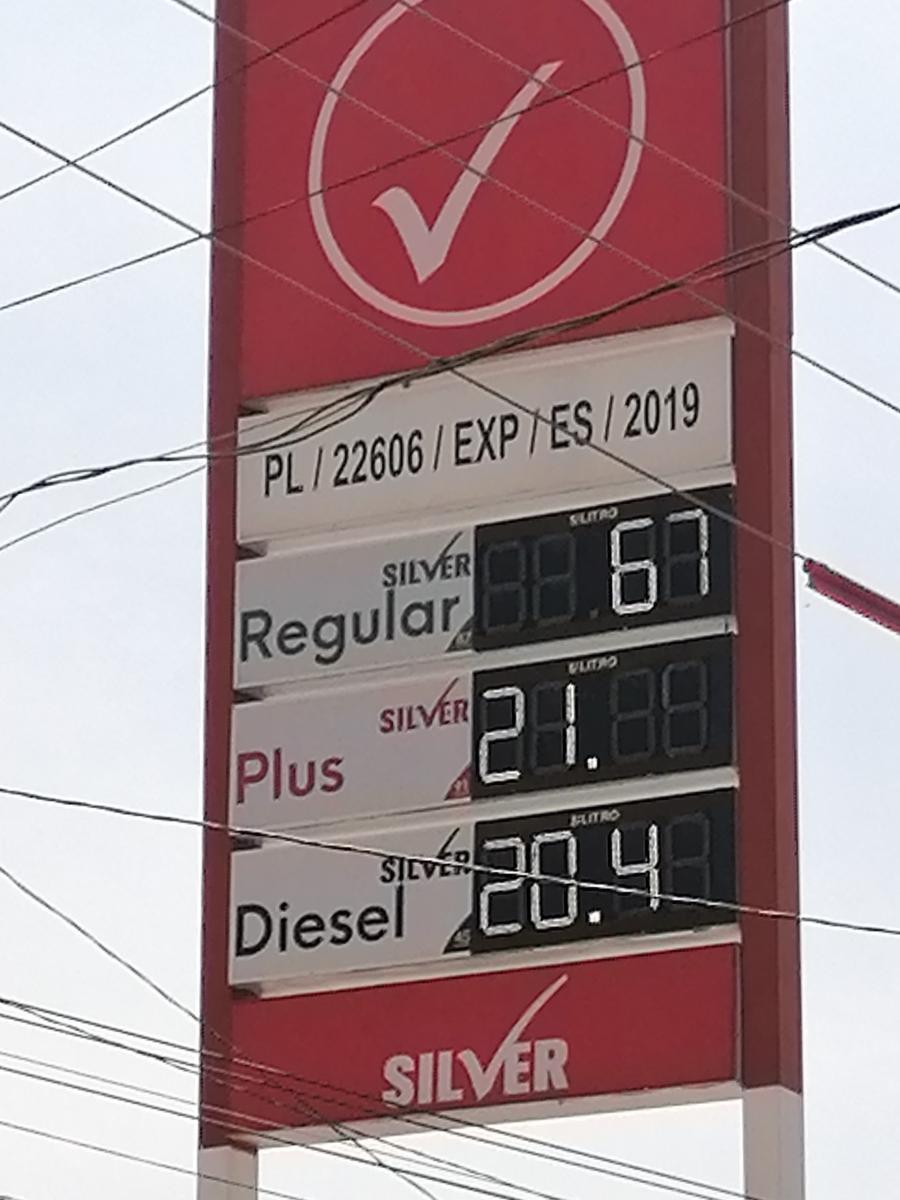 PL / 22606 / EXP / ES / 2019
$/LITRO
SILVER
67
Regular
$/LITRO
SILVER
21.
Plus
$/LITRO
SILVER
20.4
Diesel
SILVER